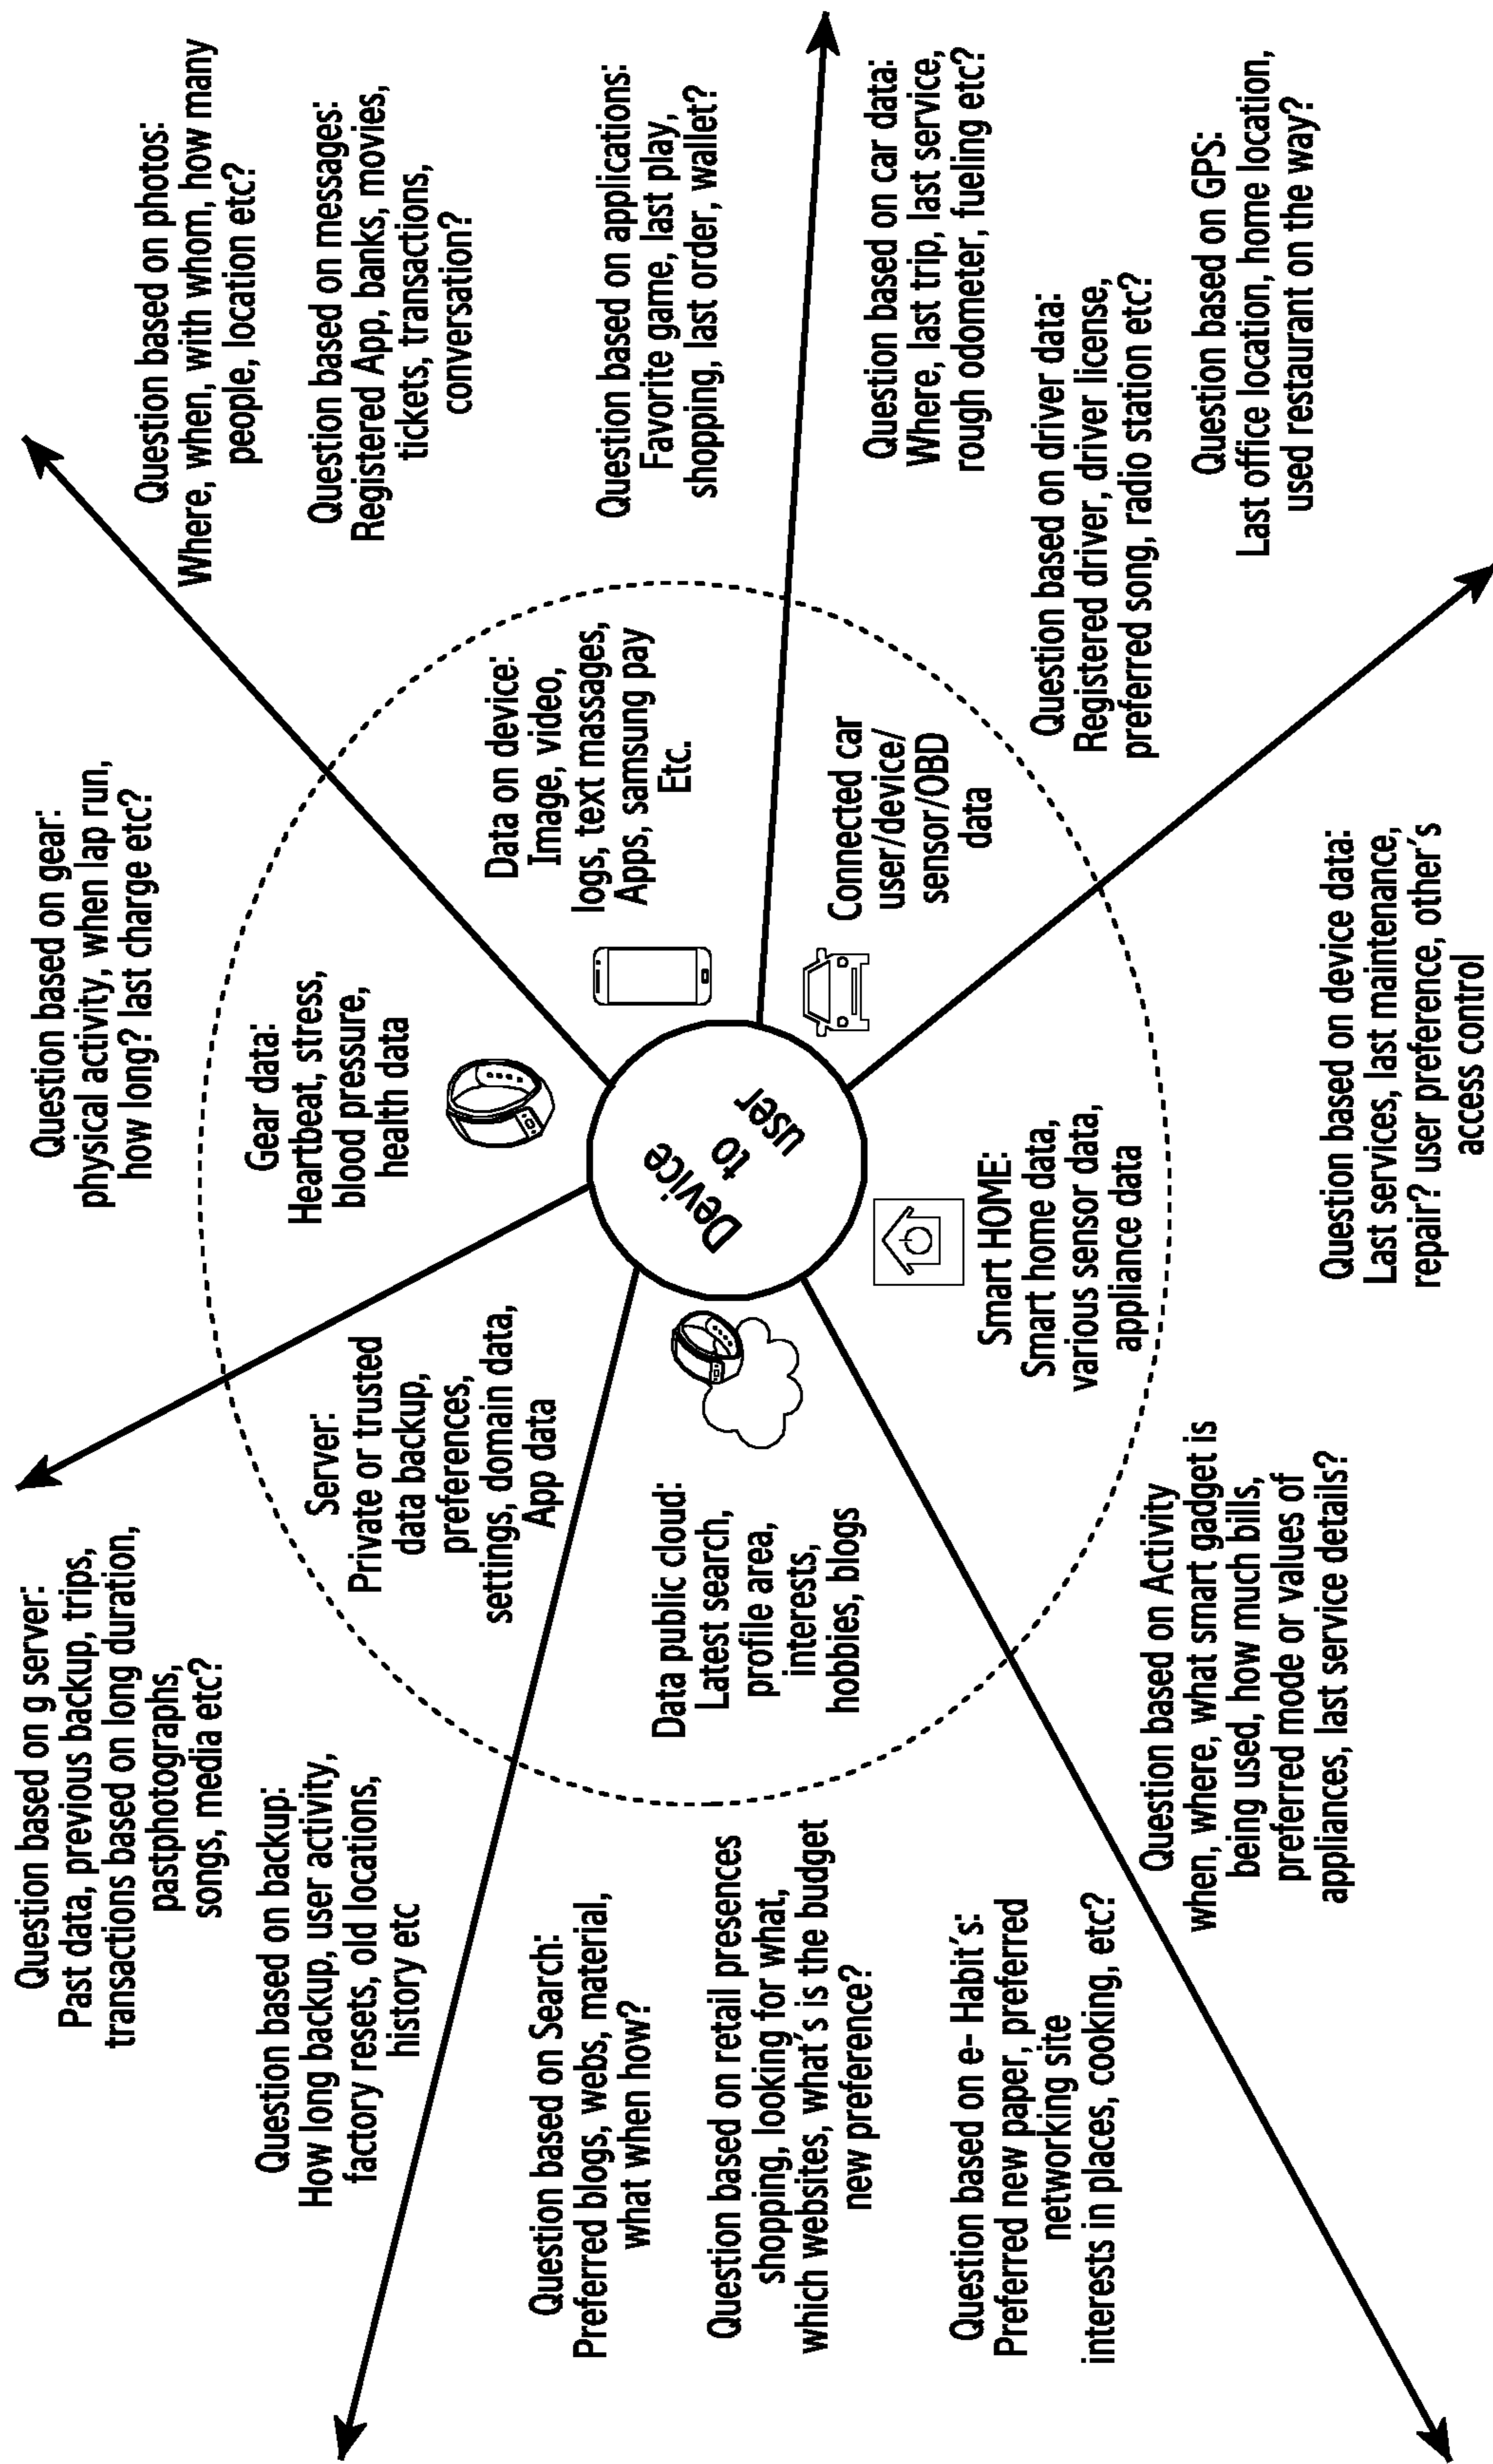 Question based on g server:
Past data, previous backup, trips,
transactions based on long duration,
pastphotographs,
songs, media etc?
Question based on backup:
How long backup, user activity,
factory resets, old locations,
history etc
Question based on Search:
Preferred blogs, webs, material,
what when how?
Question based on retail presences
shopping, looking for what,
which websites, what´s is the budget
new preference?
Question based on e- Habit´s:
Preferred new paper, preferred
networking site
interests in places, cooking, etc?
Server:
Private or trusted
data backup,
preferences,
settings, domain data,
App data
Data public cloud:
Latest search,
profile area,
interests,
hobbies, blogs
Question based on Activity
when, where, what smart gadget is
being used, how much bills,
preferred mode or values of
appliances, last service details?
Question based on gear:
physical activity, when lap run,
how long? last charge etc?
Gear data:
Heartbeat, stress,
blood pressure,
health data
Device
to
user
Smart HOME:
Smart home data,
various sensor data,
appliance data
Question based on device data:
Last services, last maintenance,
repair? user preference, other´s
access control
Data on device:
Image, video,
logs, text massages,
Apps, samsung pay
Etc.
Connected car
user/device/
sensor/OBD
data
Question based on photos:
Where, when, with whom, how many
people, location etc?
Question based on messages:
Registered App, banks, movies,
tickets, transactions,
conversation?
Question based on applications:
Favorite game, last play,
shopping, last order, wallet?
Question based on car data:
Where, last trip, last service,
rough odometer, fueling etc?
Question based on driver data:
Registered driver, driver license,
preferred song, radio station etc?
Question based on GPS:
Last office location, home location,
used restaurant on the way?